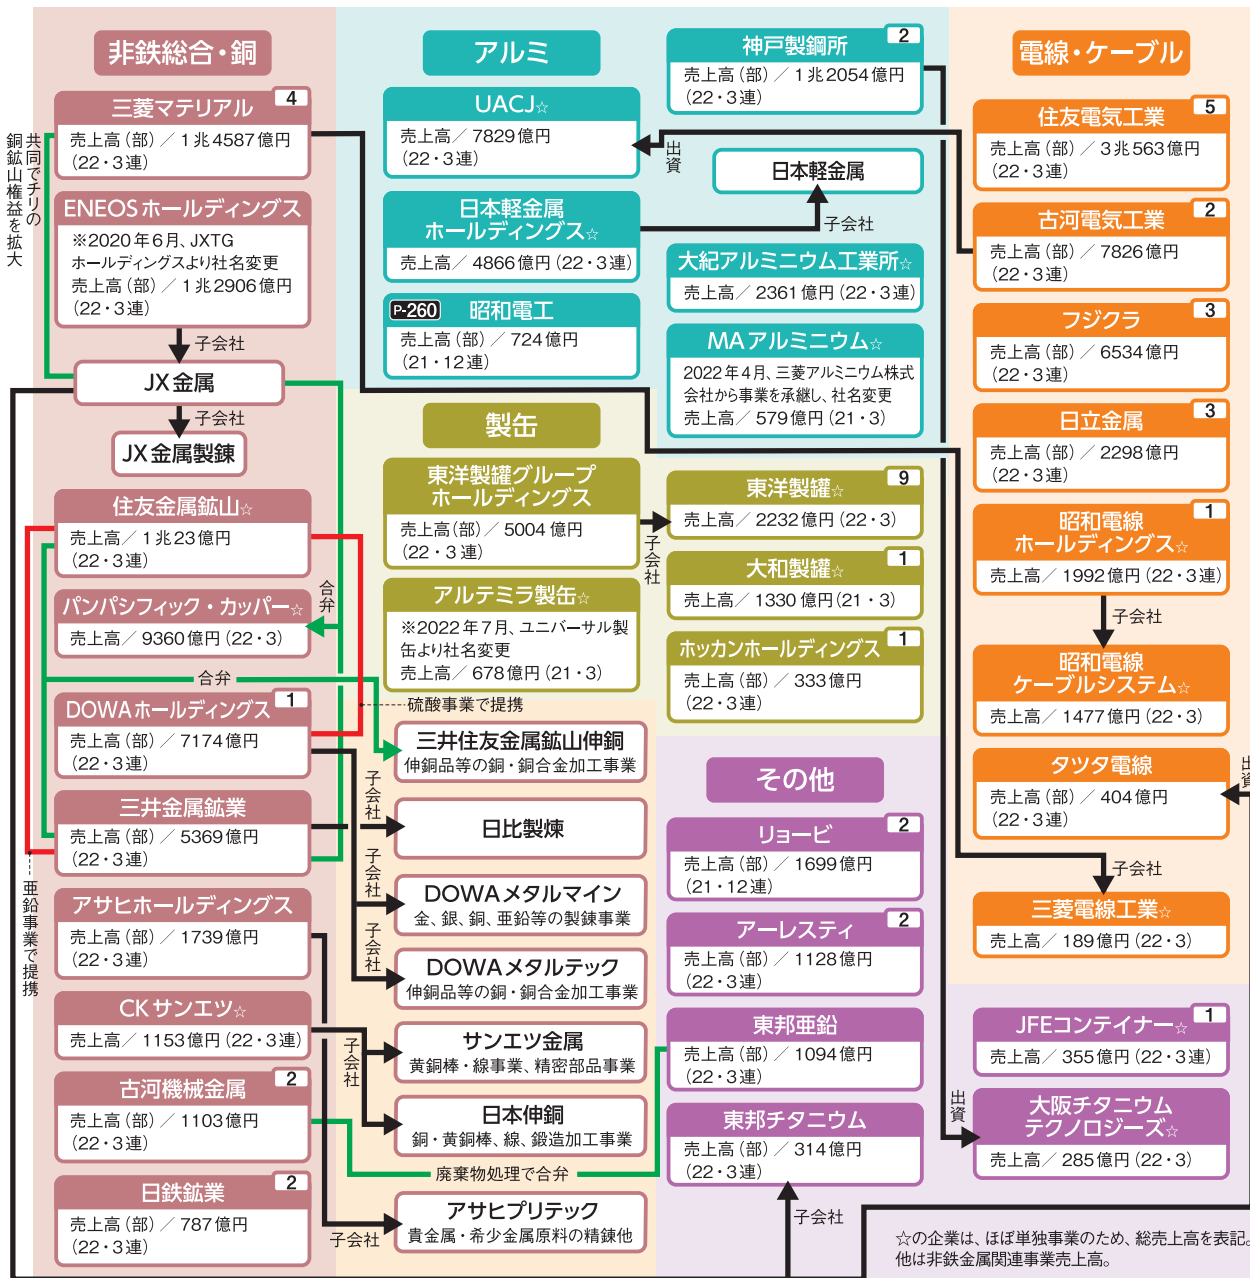 非鉄総合・銅
三菱マテリアル
4
売上高（部）／1兆4587億円
（22・3連）
共同でチリの
銅鉱山権益を拡大
ENEOSホールディングス
※2020年6月、JXTG
ホールディングスより社名変更
売上高（部）／1兆2906億円
（22・3連）
子会社
JX金属
子会社
JX金属製錬
住友金属鉱山☆
売上高／1兆23億円
（22・3連）
合弁
パンパシフィック・カッパー☆
売上高／9360億円（22・3）
合弁
DOWAホールディングス
1
売上高（部）／7174億円
（22・3連）
硫酸事業で提携
三井金属鉱業
売上高（部）／5369億円
（22・3連）
亜鉛事業で提携
アサヒホールディングス
売上高（部）／1739億円
（22・3連）
CKサンエツ☆
売上高／1153億円（22・3連）
古河機械金属
2
売上高（部）／1103億円
（22・3連）
日鉄鉱業
2
売上高（部）／787億円
（22・3連）
三井住友金属鉱山伸銅
伸銅品等の銅・銅合金加工事業
子会社
日比製煉
子会社
DOWAメタルマイン
金、銀、銅、亜鉛等の製錬事業
子会社
DOWAメタルテック
伸銅品等の銅・銅合金加工事業
子会社
サンエツ金属
黄銅棒・線事業、精密部品事業
日本伸銅
銅・黄銅棒、線、鍛造加工事業
廃棄物処理で合弁
アサヒプリテック
貴金属・希少金属原料の精錬他
子会社
アルミ
UACJ☆
売上高／7829億円
（22・3連）
日本軽金属
ホールディングス☆
売上高／4866億円（22・3連）
P-260
昭和電工
売上高（部）／724億円
（21・12連）
神戸製鋼所
2
売上高（部）／1兆2054億円
（22・3連）
出資
日本軽金属
子会社
大紀アルミニウム工業所☆
売上高／2361億円（22・3連）
MAアルミニウム☆
2022年4月、三菱アルミニウム株式
会社から事業を承継し、社名変更
売上高／579億円（21・3）
製缶
東洋製罐グループ
ホールディングス
売上高（部）／5004億円
（22・3連）
子会社
アルテミラ製缶☆
※2022年7月、ユニバーサル製
缶より社名変更
売上高／678億円（21・3）
東洋製罐☆
9
売上高／2232億円（22・3）
大和製罐☆
1
売上高／1330億円（21・3）
ホッカンホールディングス
1
売上高（部）／333億円
（22・3連）
その他
リョービ
2
売上高（部）／1699億円
（21・12連）
アーレスティ
2
売上高（部）／1128億円
（22・3連）
東邦亜鉛
売上高（部）／1094億円
（22・3連）
東邦チタニウム
売上高（部）／314億円
（22・3連）
子会社
電線・ケーブル
住友電気工業
5
売上高（部）／3兆563億円
（22・3連）
古河電気工業
2
売上高（部）／7826億円
（22・3連）
フジクラ
3
売上高（部）／6534億円
（22・3連）
日立金属
3
売上高（部）／2298億円
（22・3連）
昭和電線
ホールディングス☆
1
売上高／1992億円（22・3連）
子会社
昭和電線
ケーブルシステム☆
売上高／1477億円（22・3）
タツタ電線
売上高（部）／404億円
（22・3連）
出資
子会社
三菱電線工業☆
売上高／189億円（22・3）
JFEコンテイナー☆
1
売上高／355億円（22・3連）
出資
大阪チタニウム
テクノロジーズ☆
売上高／285億円（22・3）
☆の企業は、ほぼ単独事業のため、総売上高を表記。
他は非鉄金属関連事業売上高。